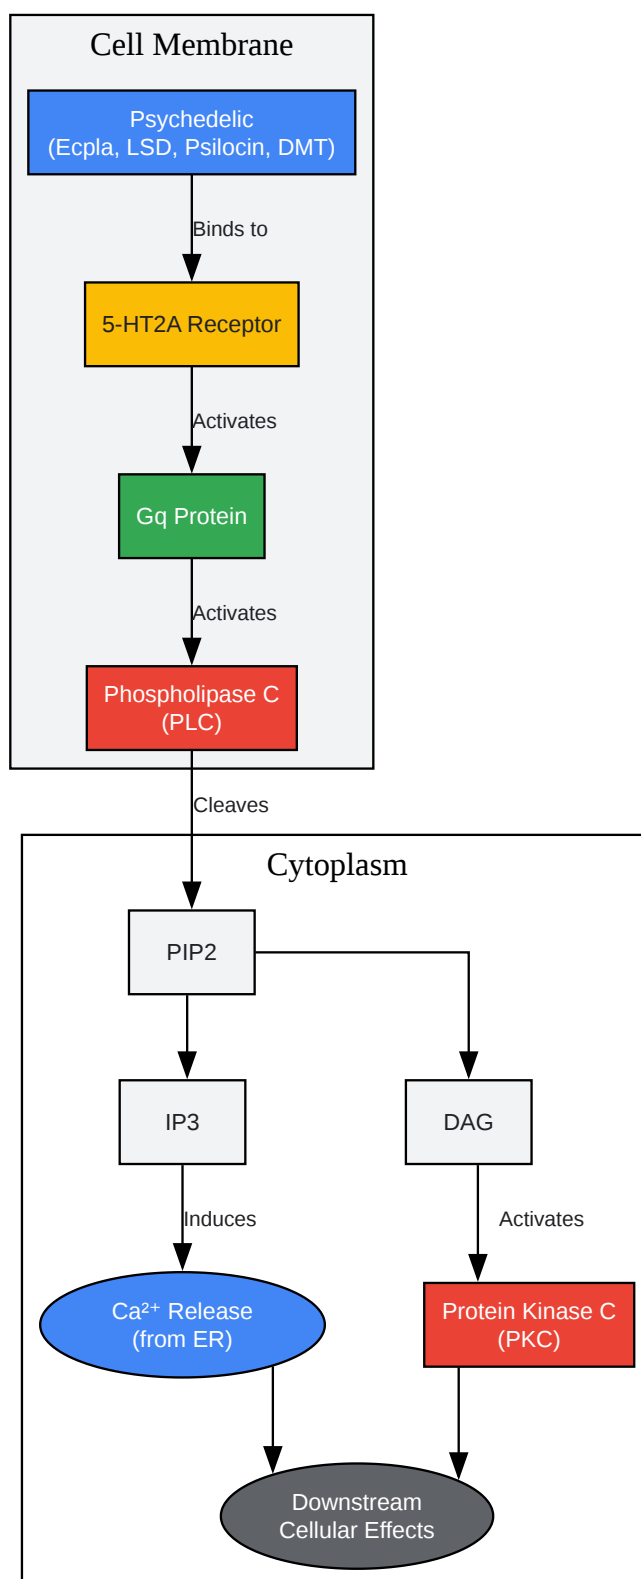 Cell Membrane
Psychedelic
(Ecpla, LSD, Psilocin, DMT)
Binds to
5-HT2A Receptor
Activates
Gq Protein
Activates
Phospholipase C
(PLC)
Cleaves
Cytoplasm
PIP2
IP3
DAG
Induces
Activates
Ca²⁺ Release
(from ER)
Protein Kinase C
(PKC)
Downstream
Cellular Effects